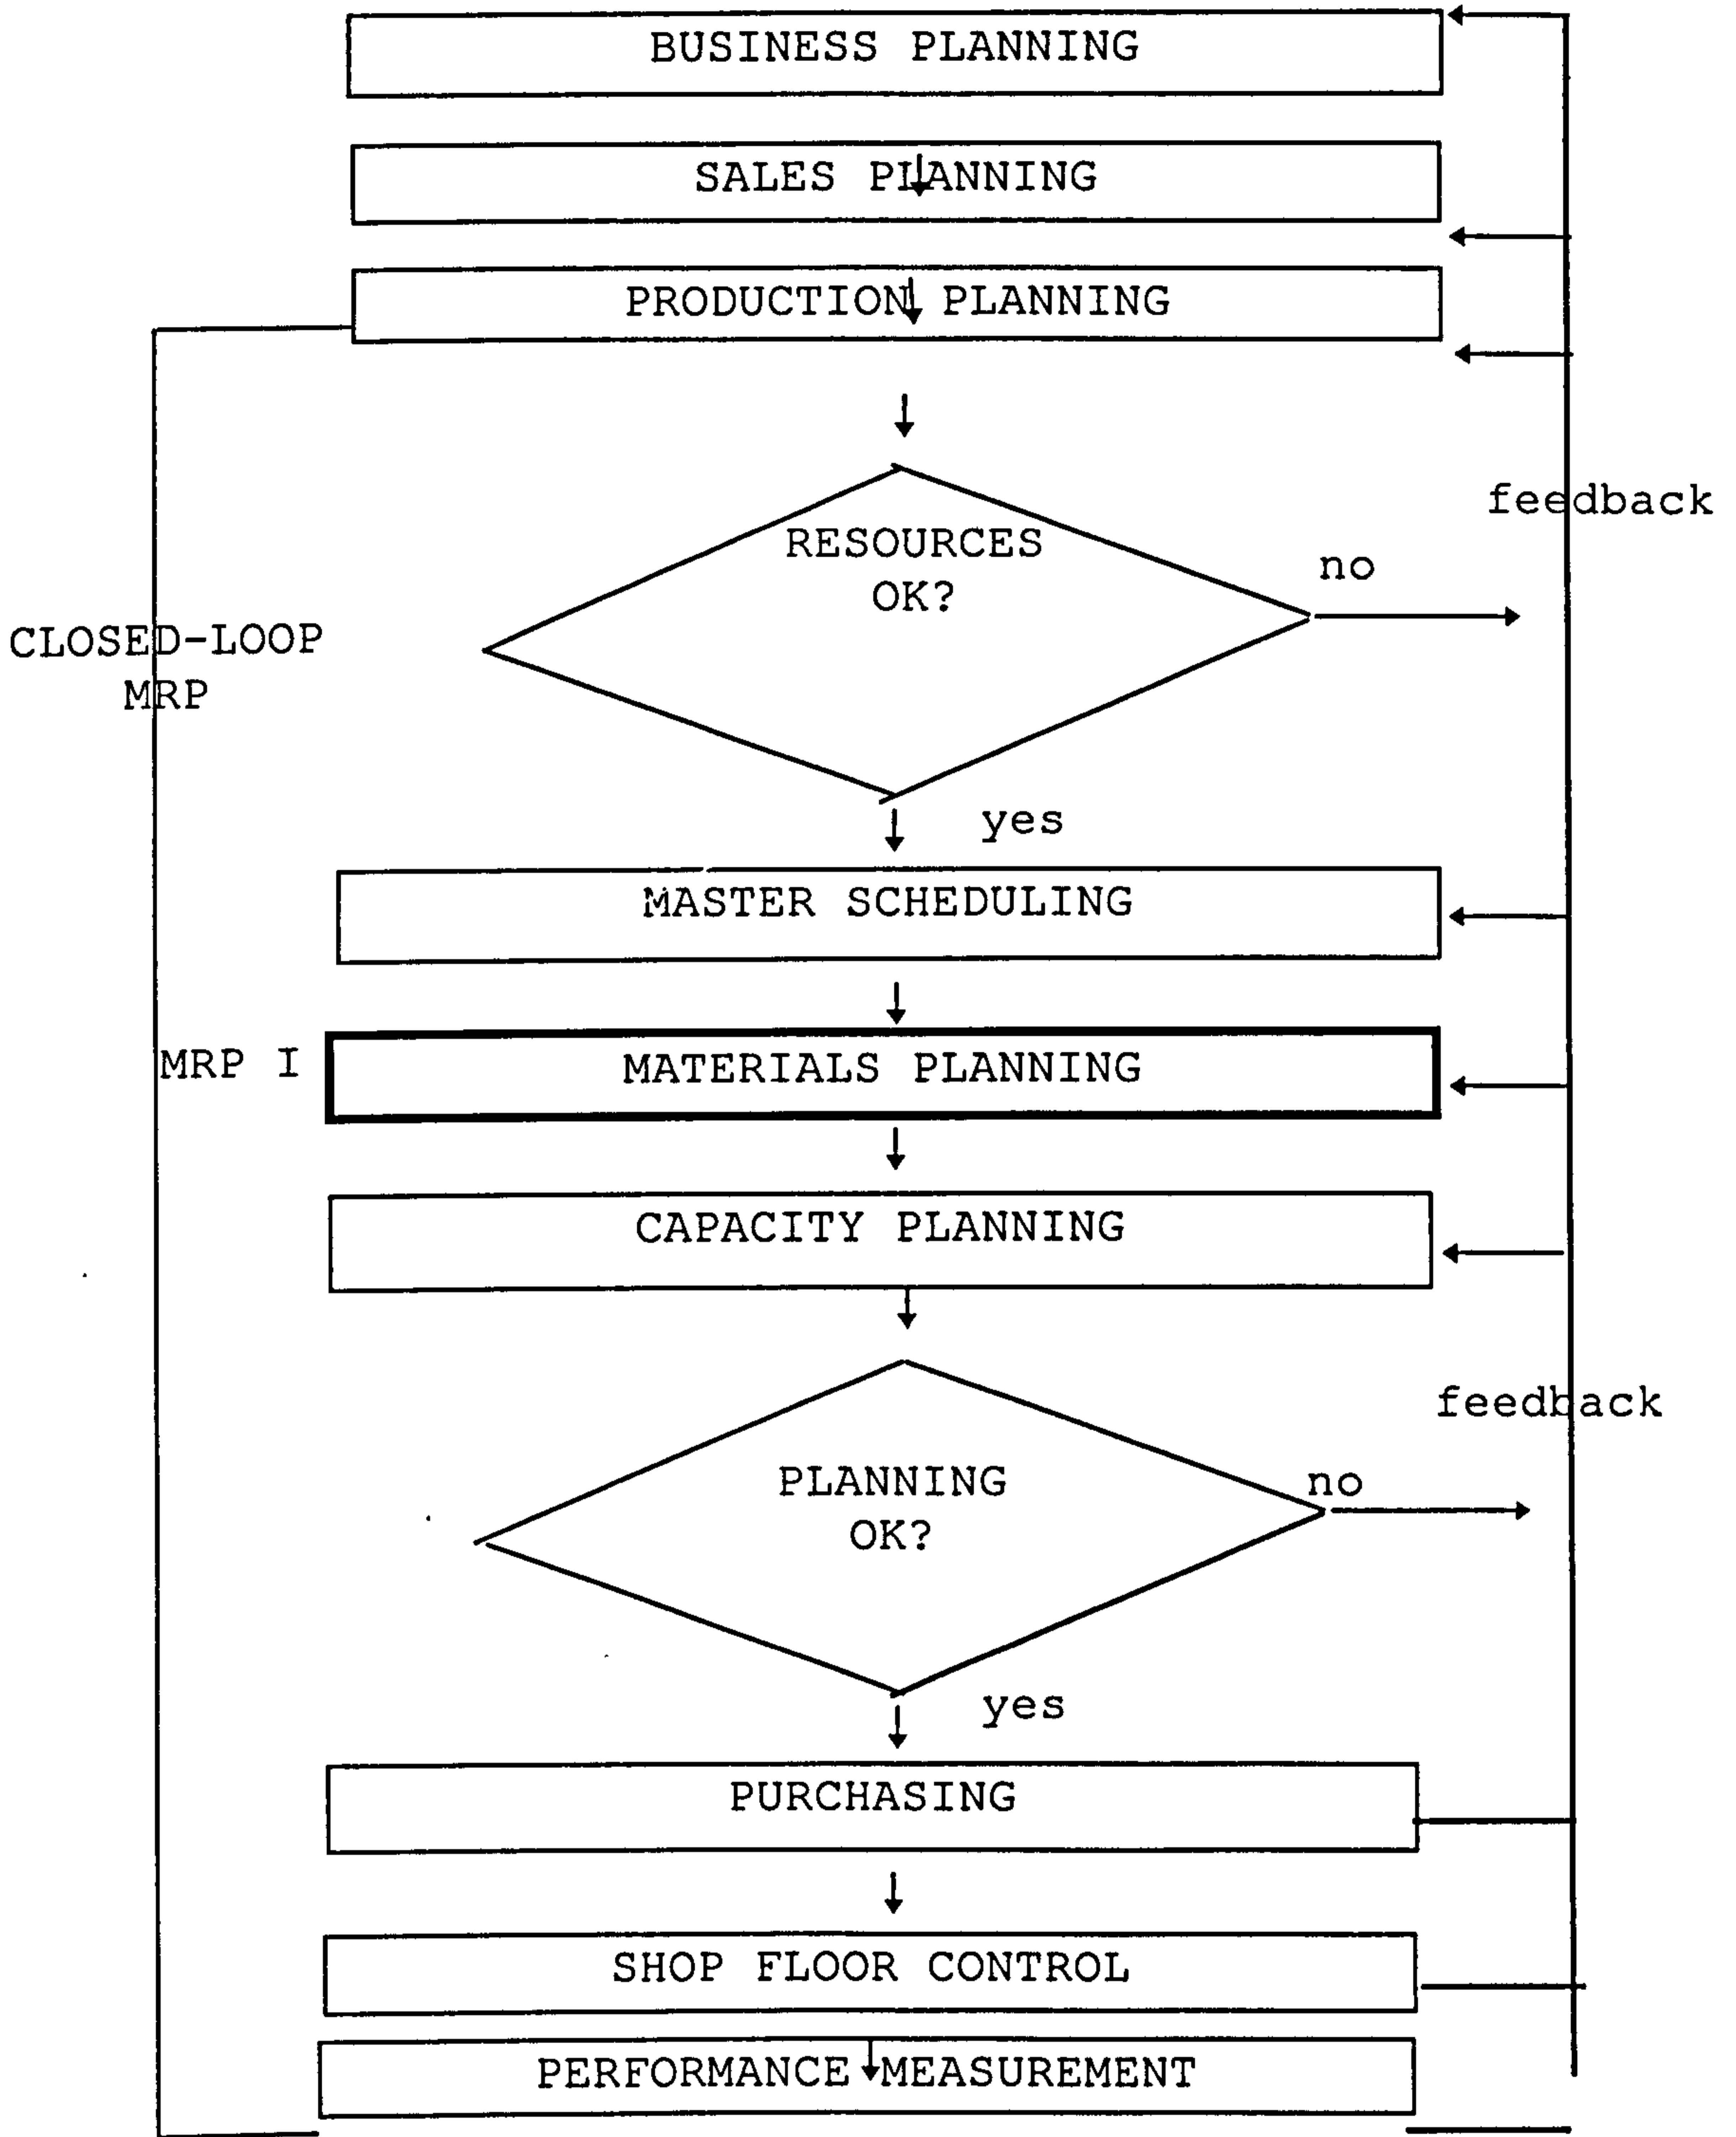 BUSINESS PLANNING
SALES PLANNING
PRODUCTION PLANNING
feedback
RESOURCES
OK?
no
CLOSED-LOOP
MRP
yes
MASTER SCHEDULING
MRP I
MATERIALS PLANNING
CAPACITY PLANNING
feedback
PLANNING
OK?
no
yes
PURCHASING
SHOP FLOOR CONTROL
PERFORMANCE MEASUREMENT